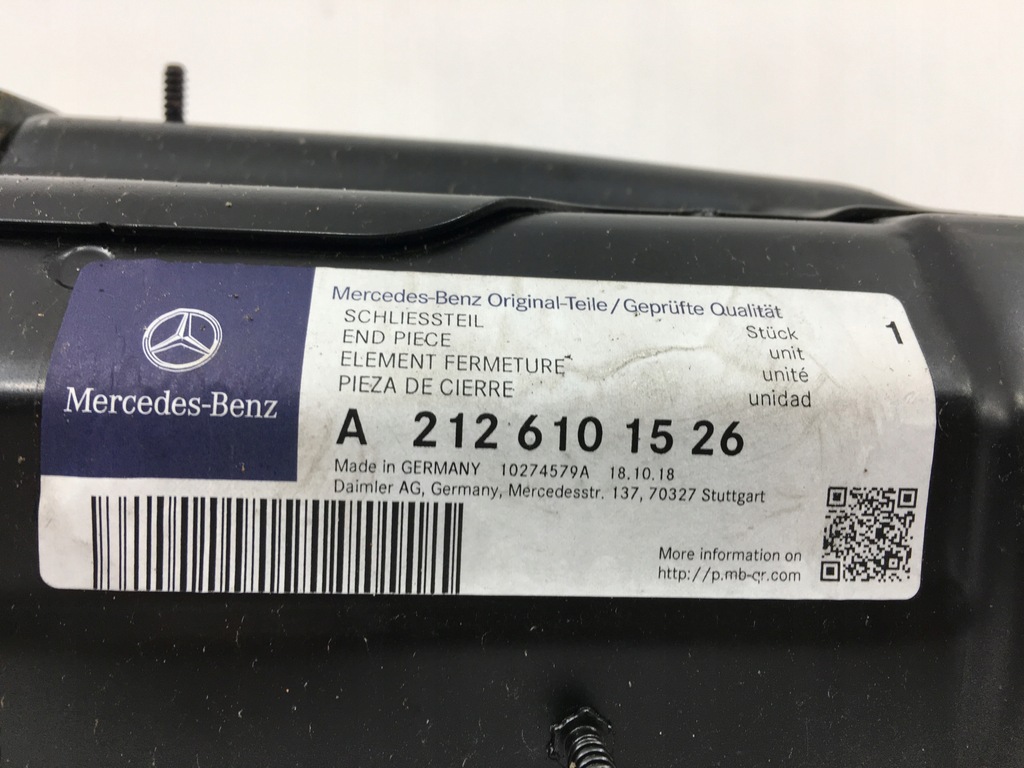 Mercedes-Benz
Mercedes-Benz Original-Teile/Geprüfte Qualität
SCHLIESSTEIL
END PIECE
ELEMENT FERMETURE
PIEZA DE CIERRE
Stück 1
unit
unité
unidad
A 212 610 15 26
Made in GERMANY 10274579A 18.10.18
Daimler AG, Germany, Mercedesstr. 137, 70327 Stuttgart
More information on
http://p.mb-qr.com